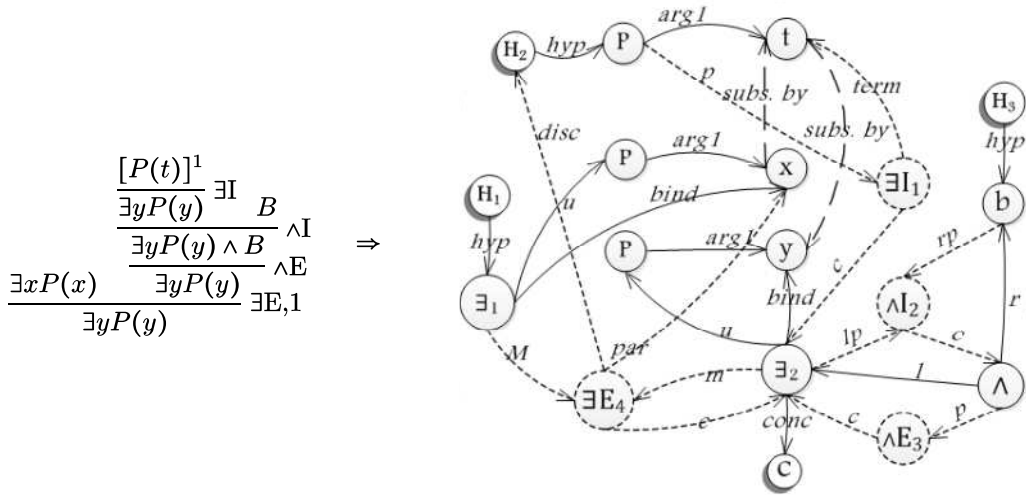 [P(t)]¹
∃yP(y) ∃I B
∃yP(y) ∧ B ∧I
∃xP(x) ∃yP(y) ∧E
∃yP(y) ∃E,1
⇒
H₂ hyp P arg1 t
p subs. by term
H₃
hyp
disc
subs. by
P arg1 x
∃I₁
b
H₁
hyp
u bind
P arg1 y
c rp
bind
∃₁
∧I₂
r
M par u lp c
∃E₄ m ∃₂ l ∧
c conc c ∧E₃ p
c